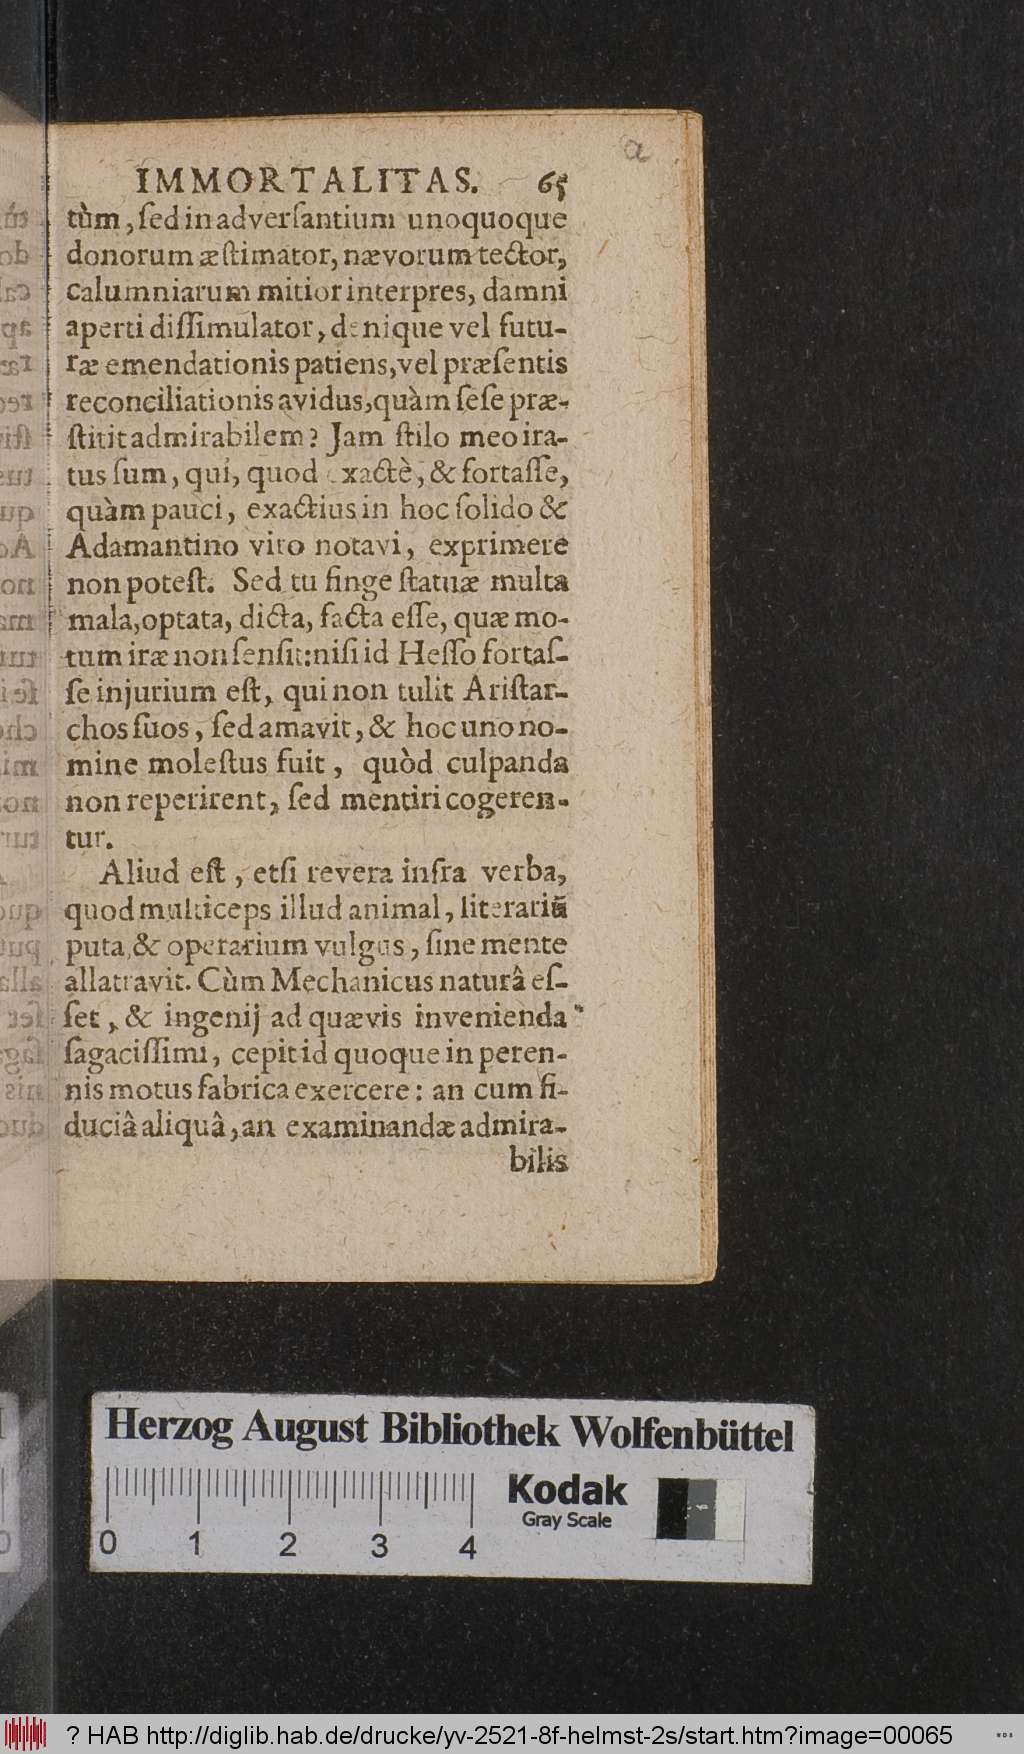 a
IMMORTALITAS. 65
tùm, ſed in adverſantium unoquoque
donorum æſtimator, nævorum tector,
calumniarum mitior interpres, damni
aperti diſſimulator, denique vel futu-
ræ emendationis patiens, vel præſentis
reconciliationis avidus, quàm ſeſe præ-
ſtitit admirabilem? Jam ſtilo meo ira-
tus ſum, qui, quod exactè, & fortaſſe,
quàm pauci, exactius in hoc ſolido &
Adamantino viro notavi, exprimere
non poteſt. Sed tu finge ſtatuæ multa
mala, optata, dicta, facta eſſe, quæ mo-
tum iræ non ſenſit: niſi id Heſſo fortaſ-
ſe injurium eſt, qui non tulit Ariſtar-
chos ſuos, ſed amavit, & hoc uno no-
mine moleſtus fuit, quòd culpanda
non reperirent, ſed mentiri cogeren-
tur.
Aliud eſt, etſi revera infra verba,
quod multiceps illud animal, literariũ
puta, & operarium vulgus, ſine mente
allatravit. Cùm Mechanicus naturâ eſ-
ſet, & ingenij ad quævis invenienda
ſagaciſſimi, cepit id quoque in peren-
nis motus fabrica exercere: an cum fi-
duciâ aliquâ, an examinandæ admira-
bilis
Herzog August Bibliothek Wolfenbüttel
Kodak
Gray Scale
0 1 2 3 4
? HAB http://diglib.hab.de/drucke/yv-2521-8f-helmst-2s/start.htm?image=00065